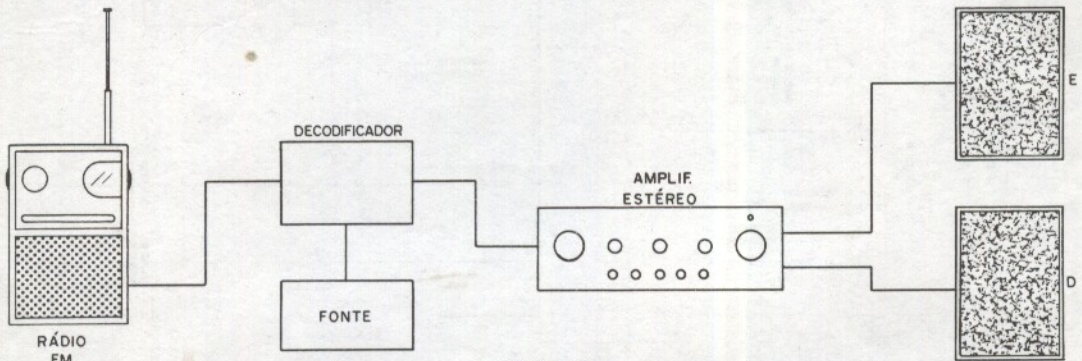 DECODIFICADOR
AMPLIF.
ESTÉREO
E
D
FONTE
RÁDIO
FM